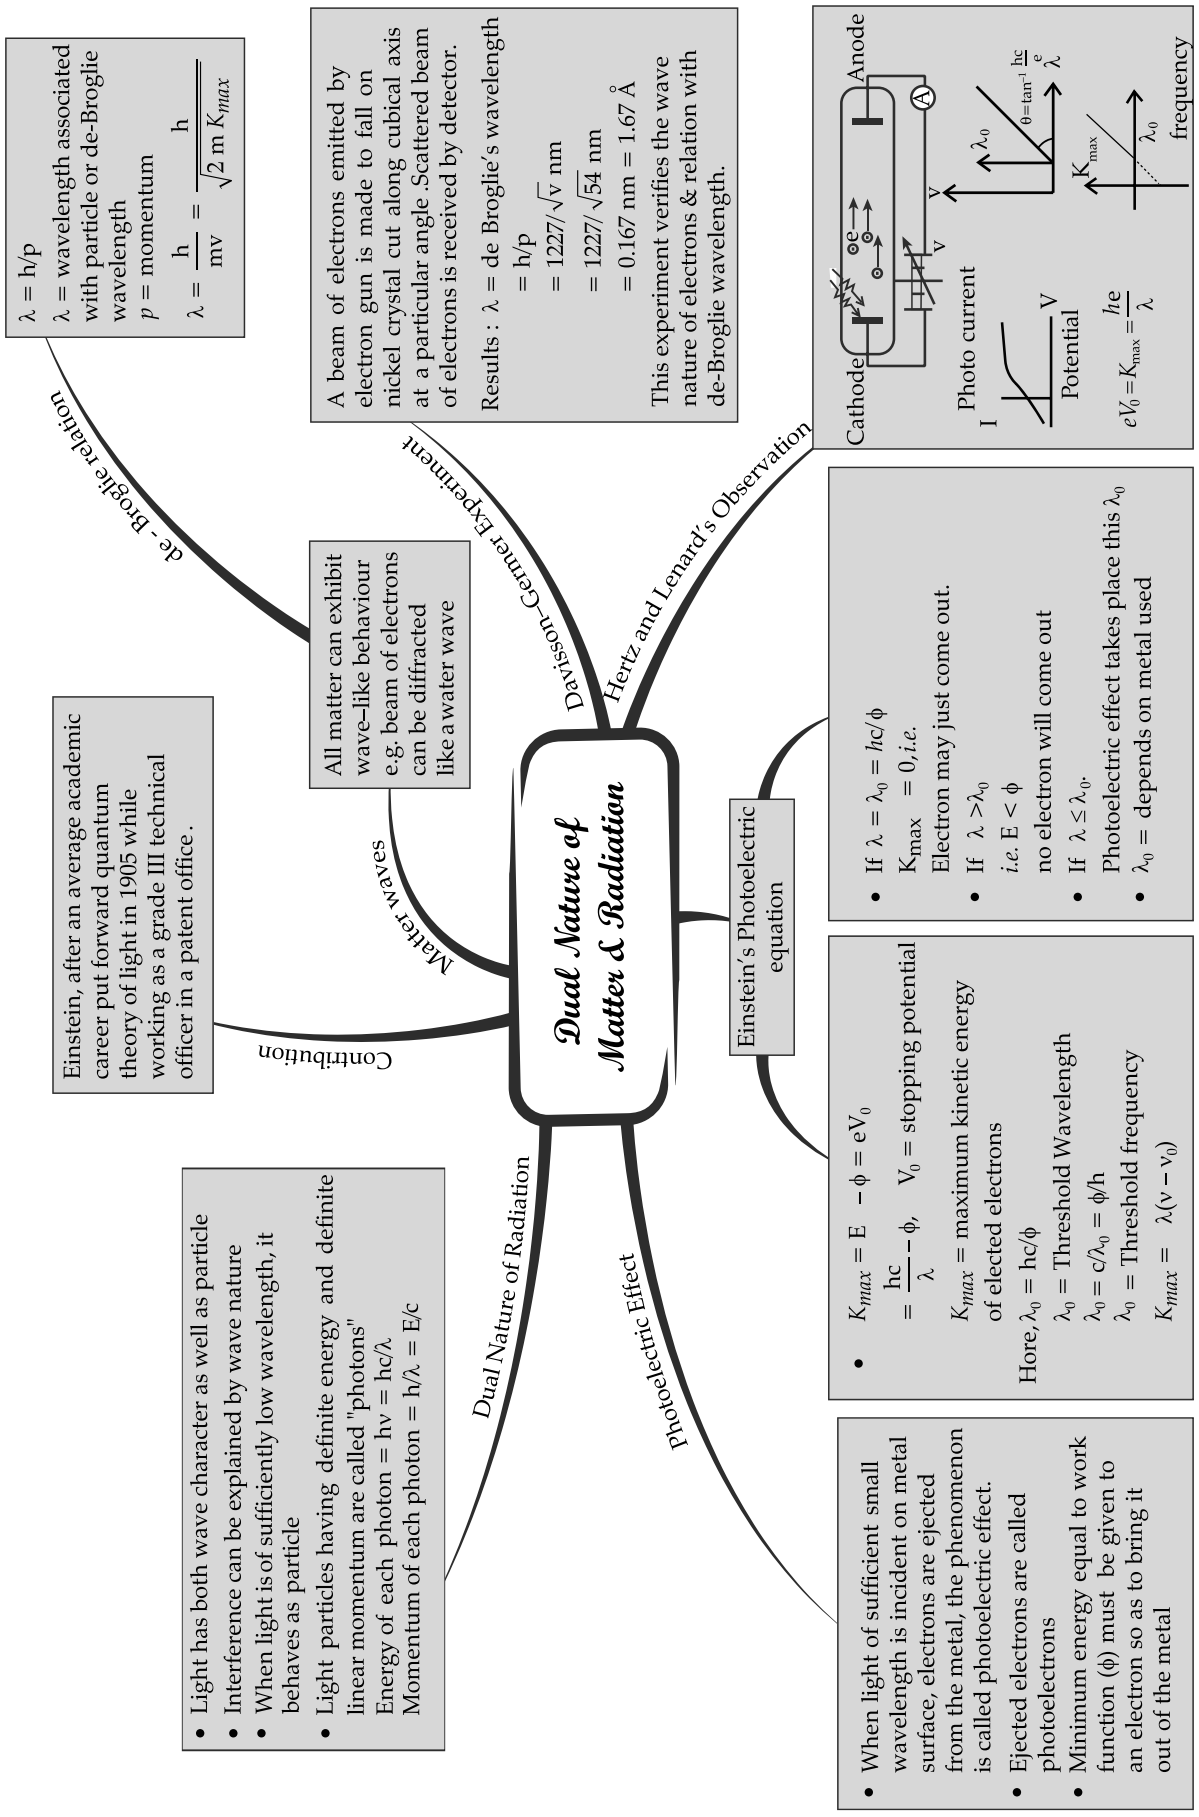 Dual Nature of
Matter & Radiation
Dual Nature of Radiation
• Light has both wave character as well as particle
• Interference can be explained by wave nature
• When light is of sufficiently low wavelength, it
behaves as particle
• Light particles having definite energy and definite
linear momentum are called "photons"
Energy of each photon = hν = hc/λ
Momentum of each photon = h/λ = E/c
Contribution
Einstein, after an average academic
career put forward quantum
theory of light in 1905 while
working as a grade III technical
officer in a patent office.
Matter waves
All matter can exhibit
wave–like behaviour
e.g. beam of electrons
can be diffracted
like a water wave
de - Broglie relation
λ = h/p
λ = wavelength associated
with particle or de-Broglie
wavelength
p = momentum
λ = h/mv = h/√(2 m Kmax)
Davisson–Germer Experiment
A beam of electrons emitted by
electron gun is made to fall on
nickel crystal cut along cubical axis
at a particular angle .Scattered beam
of electrons is received by detector.
Results : λ = de Broglie's wavelength
= h/p
= 1227/√v nm
= 1227/ √54 nm
= 0.167 nm = 1.67 Å
This experiment verifies the wave
nature of electrons & relation with
de-Broglie wavelength.
Hertz and Lenard's Observation
Cathode
e
Anode
A
v
Photo current
I
V
Potential
eV₀ = Kmax = he/λ
v
λ₀
θ=tan⁻¹ hc/e
λ
Kmax
λ₀
frequency
Photoelectric Effect
• When light of sufficient small
wavelength is incident on metal
surface, electrons are ejected
from the metal, the phenomenon
is called photoelectric effect.
• Ejected electrons are called
photoelectrons
• Minimum energy equal to work
function (ϕ) must be given to
an electron so as to bring it
out of the metal
Einstein's Photoelectric
equation
• Kmax = E – ϕ = eV₀
= hc/λ – ϕ, V₀ = stopping potential
Kmax = maximum kinetic energy
of elected electrons
Hore, λ₀ = hc/ϕ
λ₀ = Threshold Wavelength
λ₀ = c/λ₀ = ϕ/h
λ₀ = Threshold frequency
Kmax = λ(ν – ν₀)
• If λ = λ₀ = hc/ϕ
Kmax = 0, i.e.
Electron may just come out.
• If λ >λ₀
i.e. E < ϕ
no electron will come out
• If λ ≤ λ₀.
Photoelectric effect takes place this λ₀
• λ₀ = depends on metal used